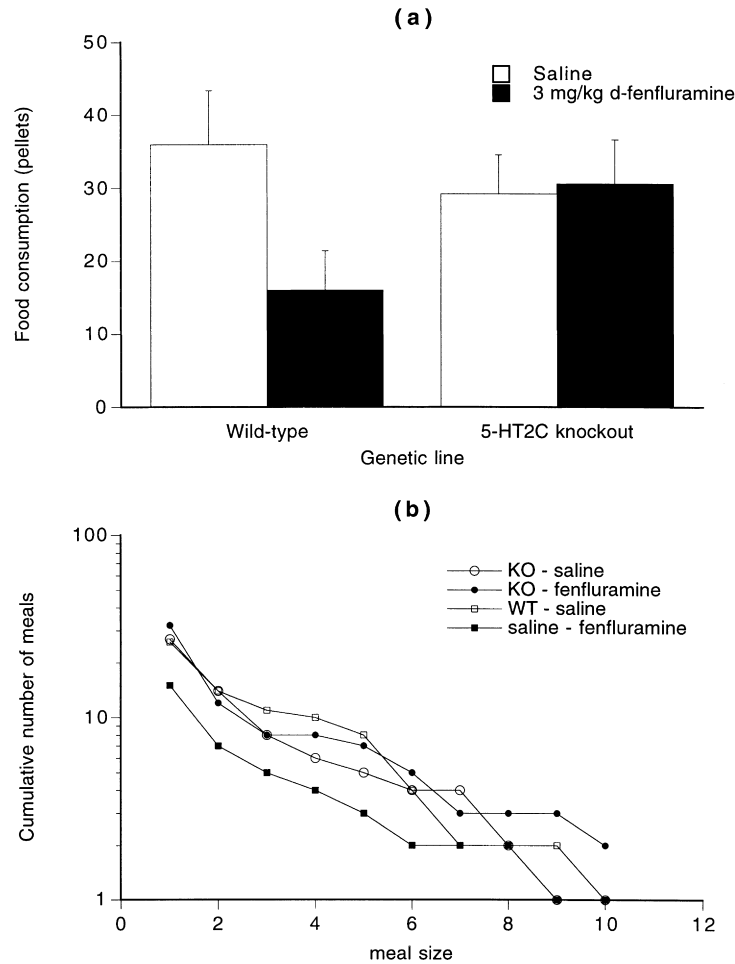 (a)
50
40
30
20
10
0
Food consumption (pellets)
Saline
3 mg/kg d-fenfluramine
Wild-type
5-HT2C knockout
Genetic line
(b)
100
10
1
Cumulative number of meals
KO - saline
KO - fenfluramine
WT - saline
saline - fenfluramine
0 2 4 6 8 10 12
meal size